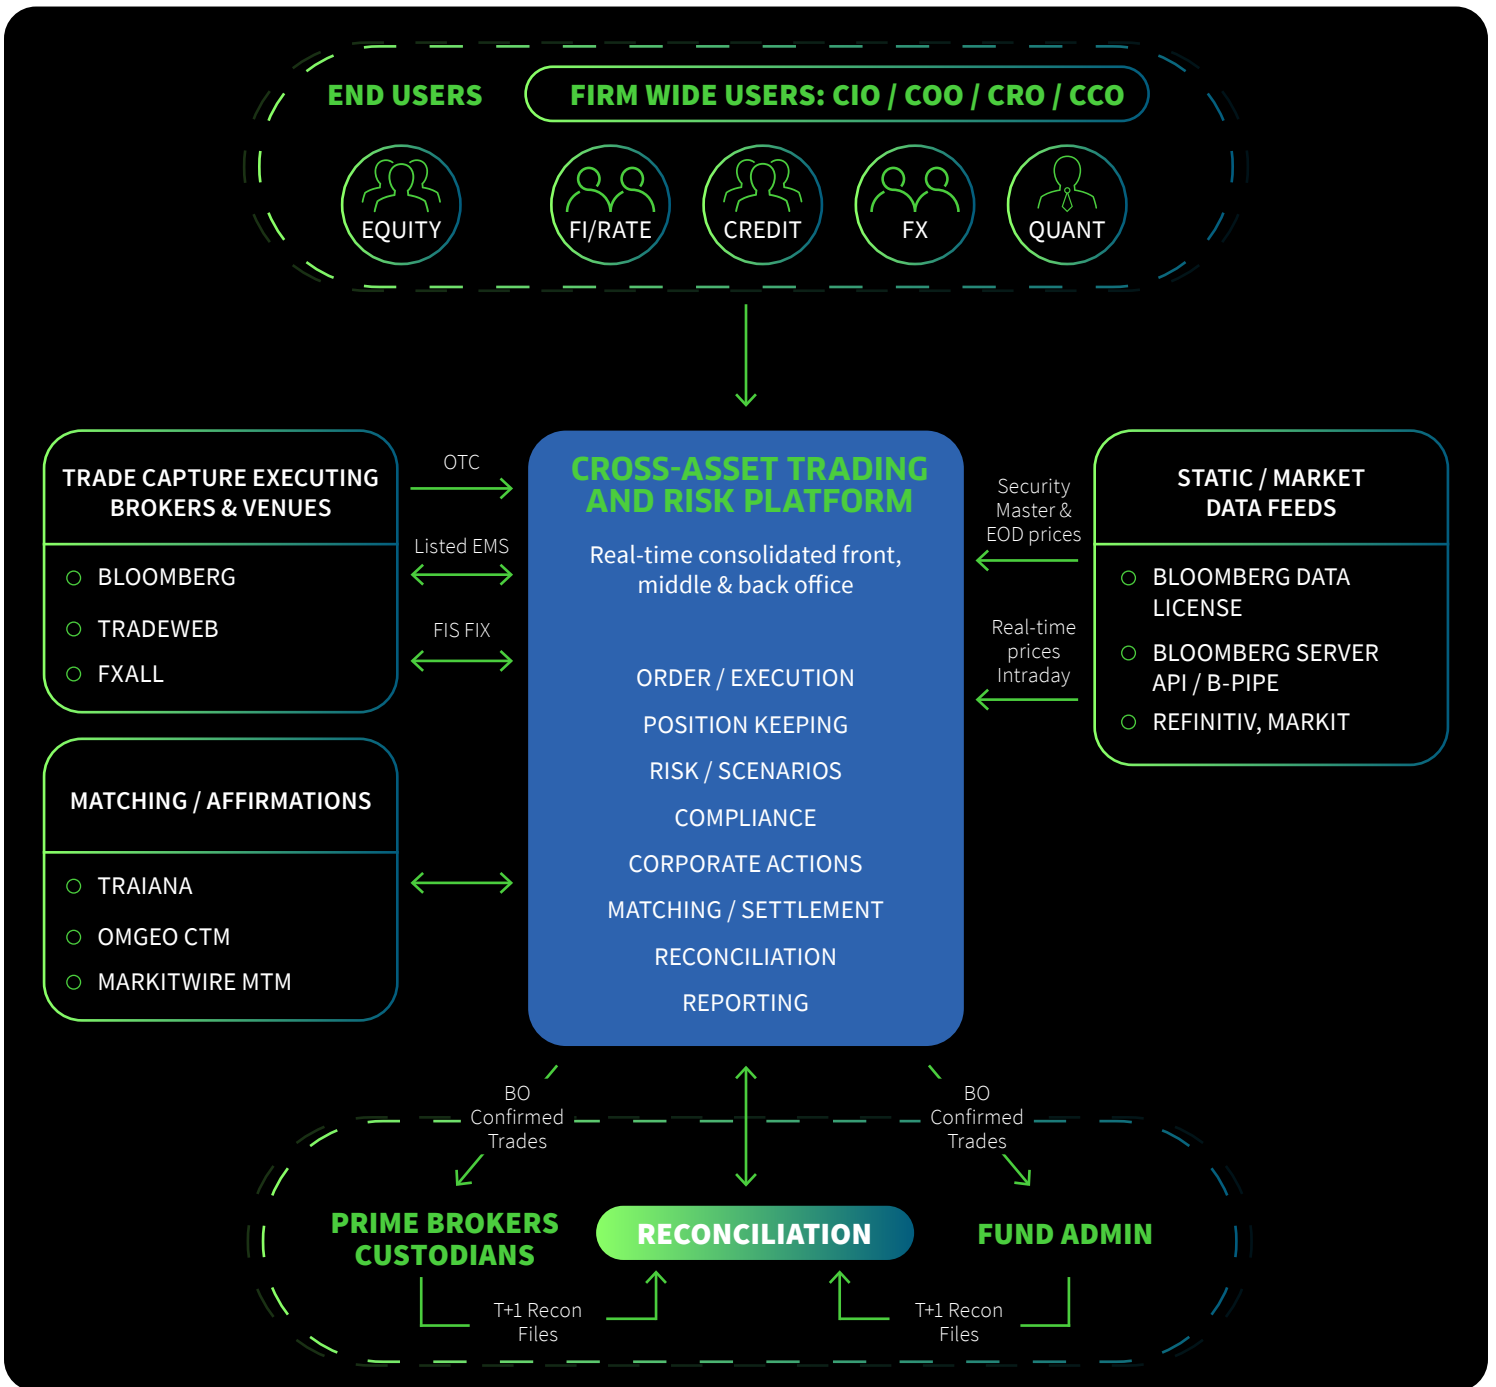 END USERS
FIRM WIDE USERS: CIO / COO / CRO / CCO
EQUITY
FI/RATE
CREDIT
FX
QUANT
TRADE CAPTURE EXECUTING
BROKERS & VENUES
BLOOMBERG
TRADEWEB
FXALL
OTC
Listed EMS
FIS FIX
MATCHING / AFFIRMATIONS
TRAIANA
OMGEO CTM
MARKITWIRE MTM
CROSS-ASSET TRADING
AND RISK PLATFORM
Real-time consolidated front,
middle & back office
ORDER / EXECUTION
POSITION KEEPING
RISK / SCENARIOS
COMPLIANCE
CORPORATE ACTIONS
MATCHING / SETTLEMENT
RECONCILIATION
REPORTING
Security
Master &
EOD prices
Real-time
prices
Intraday
STATIC / MARKET
DATA FEEDS
BLOOMBERG DATA
LICENSE
BLOOMBERG SERVER
API / B-PIPE
REFINITIV, MARKIT
BO
Confirmed
Trades
BO
Confirmed
Trades
PRIME BROKERS
CUSTODIANS
RECONCILIATION
FUND ADMIN
T+1 Recon
Files
T+1 Recon
Files